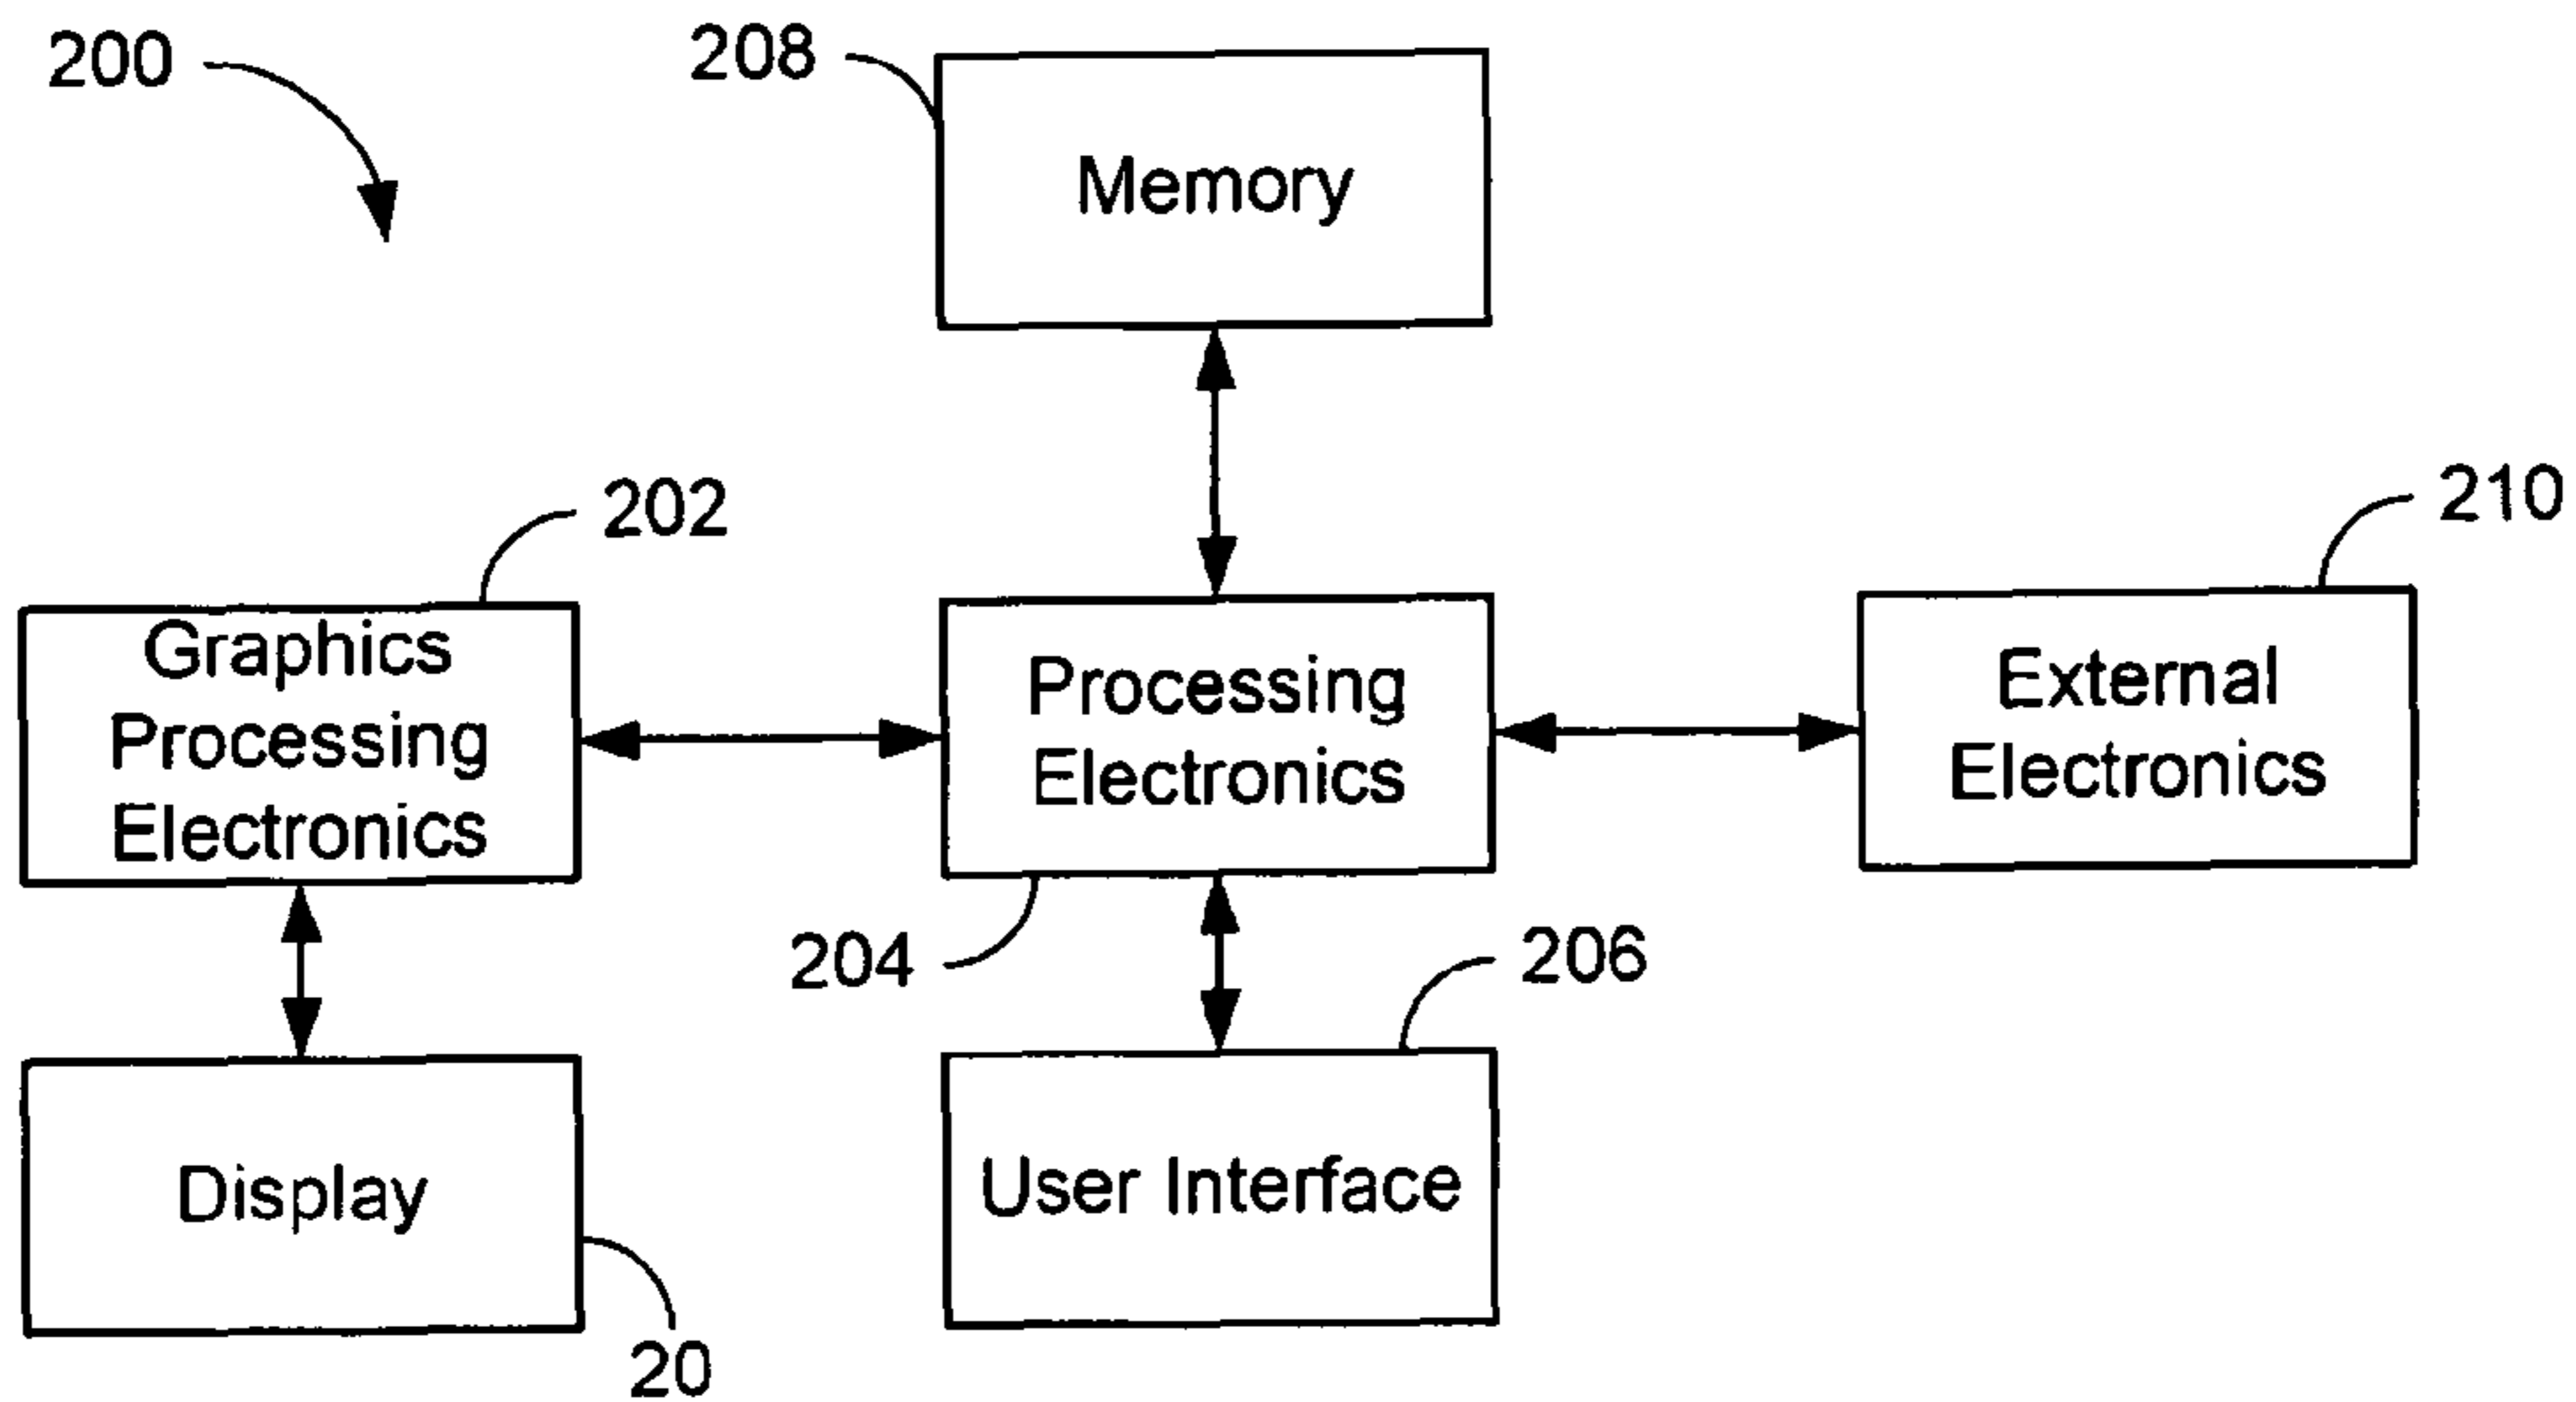 200
208
Memory
202
210
Graphics
Processing
Electronics
Processing
Electronics
External
Electronics
204
206
Display
User Interface
20